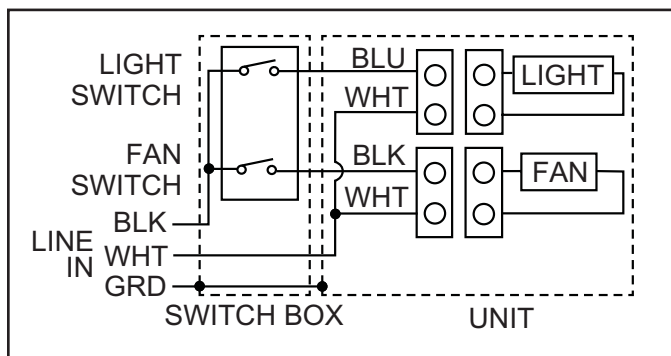 LIGHT
SWITCH
BLU
LIGHT
WHT
FAN
SWITCH
BLK
FAN
WHT
BLK
LINE
IN
WHT
GRD
SWITCH BOX
UNIT